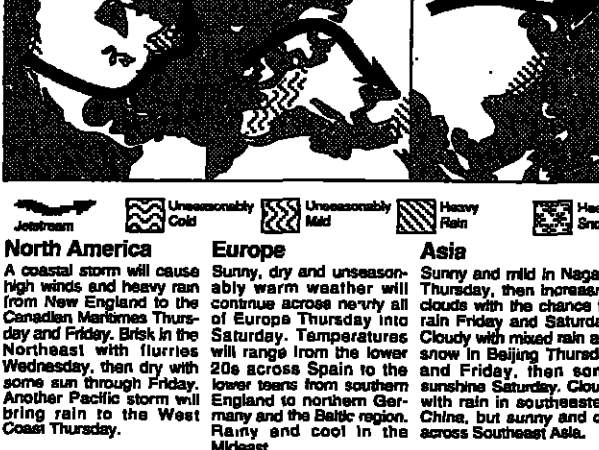 Jetstream
Unseasonably
Cold
Unseasonably
Mild
Heavy
Rain
North America
A coastal storm will cause
high winds and heavy rain
from New England to the
Canadian Maritimes Thurs-
day and Friday. Brisk in the
Northeast with flurries
Wednesday, then dry with
some sun through Friday.
Another Pacific storm will
bring rain to the West
Coast Thursday.
Europe
Sunny, dry and unseason-
ably warm weather will
continue across nearly all
of Europe Thursday into
Saturday. Temperatures
will range from the lower
20s across Spain to the
lower teens from southern
England to northern Ger-
many and the Baltic region.
Rainy and cool in the
Mideast
Asia
Sunny and mild in
Thursday, then
clouds with the chance
rain Friday and
Cloudy with mixed rain
snow in Beijing
and Friday, then
sunshine Saturday.
with rain in
China, but sunny and
across Southeast Asia.